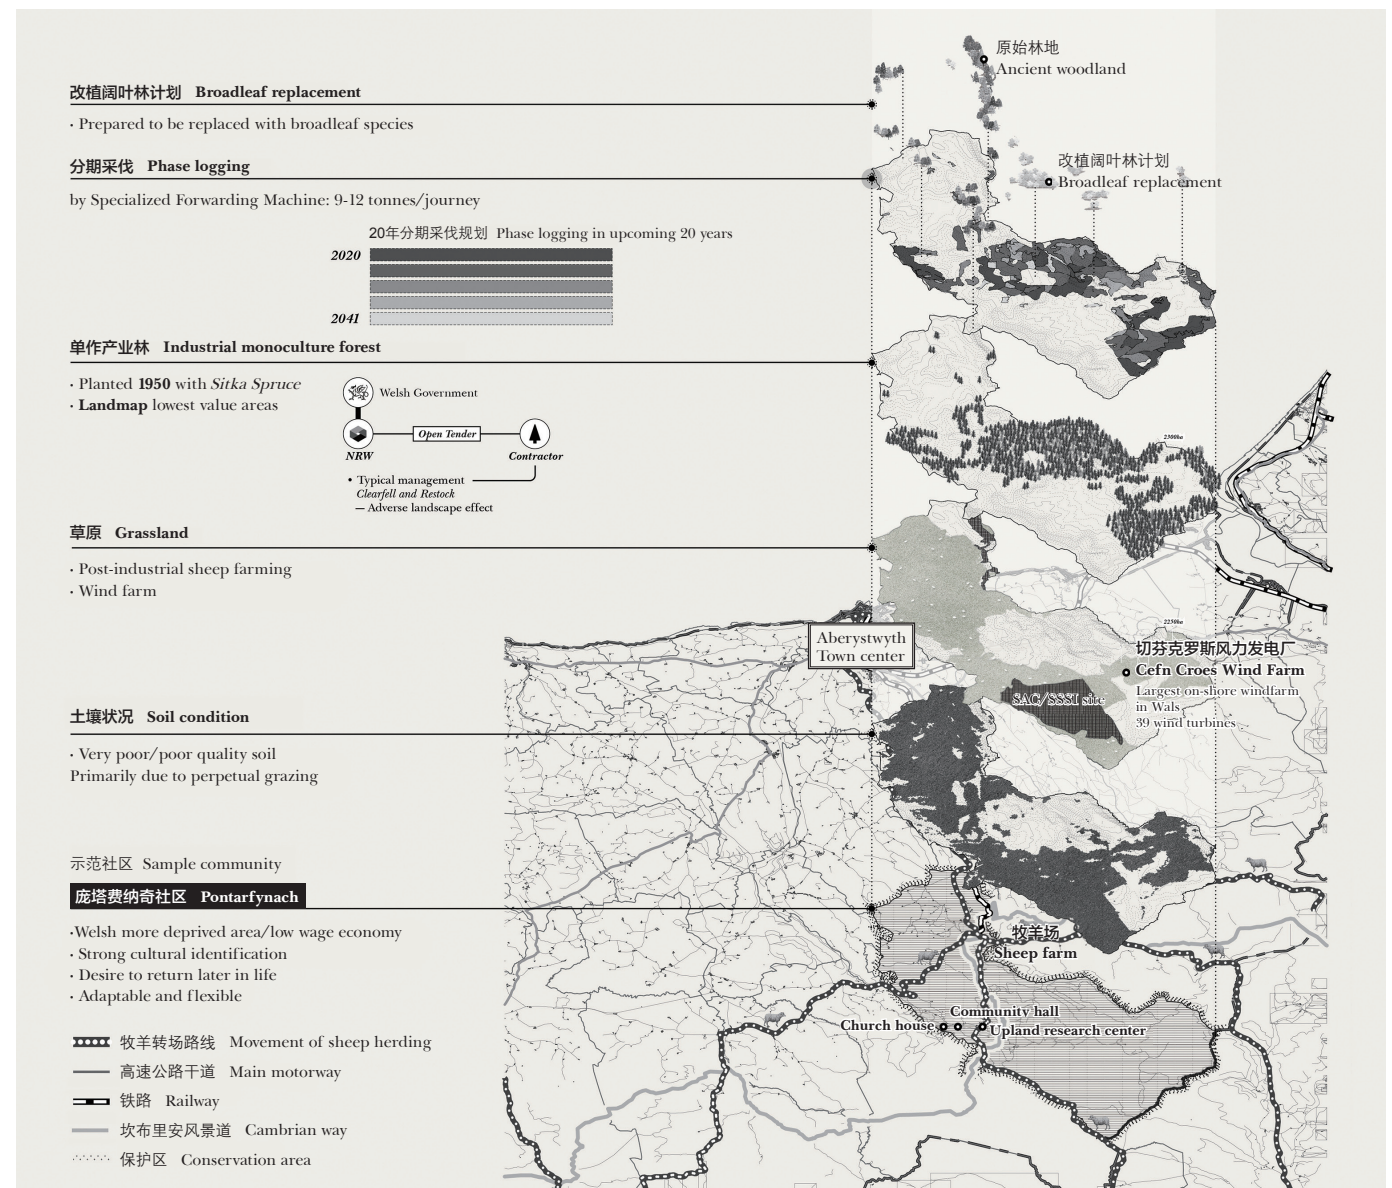 原始林地
Ancient woodland
改植阔叶林计划 Broadleaf replacement
· Prepared to be replaced with broadleaf species
改植阔叶林计划
Broadleaf replacement
分期采伐 Phase logging
by Specialized Forwarding Machine: 9-12 tonnes/journey
20年分期采伐规划 Phase logging in upcoming 20 years
2020
2041
单作产业林 Industrial monoculture forest
· Planted 1950 with Sitka Spruce
· Landmap lowest value areas
Welsh Government
Open Tender
NRW
Contractor
• Typical management
Clearfell and Restock
— Adverse landscape effect
2300ha
草原 Grassland
· Post-industrial sheep farming
· Wind farm
2250ha
Aberystwyth
Town center
切芬克罗斯风力发电厂
Cefn Croes Wind Farm
Largest on-shore windfarm
in Wals
39 wind turbines
SAC/SSSI site
土壤状况 Soil condition
· Very poor/poor quality soil
Primarily due to perpetual grazing
示范社区 Sample community
庞塔费纳奇社区 Pontarfynach
·Welsh more deprived area/low wage economy
· Strong cultural identification
· Desire to return later in life
· Adaptable and flexible
牧羊场
Sheep farm
Community hall
Church house
Upland research center
牧羊转场路线 Movement of sheep herding
高速公路干道 Main motorway
铁路 Railway
坎布里安风景道 Cambrian way
保护区 Conservation area